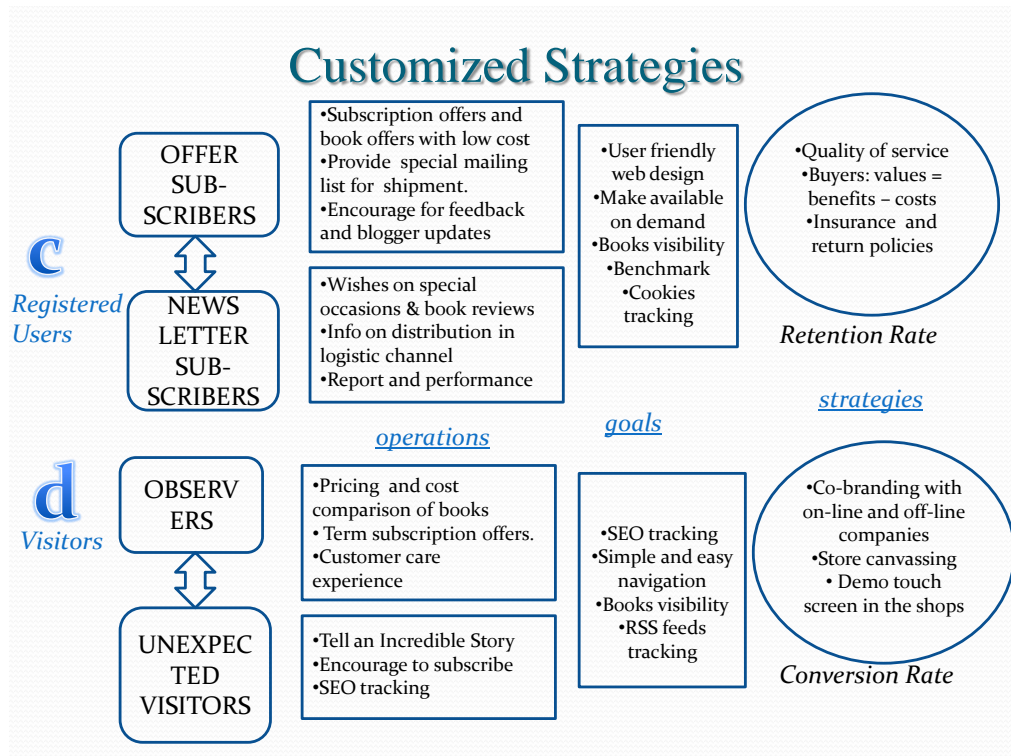 Customized Strategies
OFFER
SUB-
SCRIBERS
•Subscription offers and
book offers with low cost
•Provide special mailing
list for shipment.
•Encourage for feedback
and blogger updates
•User friendly
web design
•Make available
on demand
•Books visibility
•Benchmark
•Cookies
tracking
•Quality of service
•Buyers: values =
benefits – costs
•Insurance and
return policies
c
Registered
Users
NEWS
LETTER
SUB-
SCRIBERS
•Wishes on special
occasions & book reviews
•Info on distribution in
logistic channel
•Report and performance
Retention Rate
operations
goals
strategies
d
Visitors
OBSERV
ERS
•Pricing and cost
comparison of books
• Term subscription offers.
•Customer care
experience
•SEO tracking
•Simple and easy
navigation
•Books visibility
•RSS feeds
tracking
•Co-branding with
on-line and off-line
companies
•Store canvassing
• Demo touch
screen in the shops
UNEXPEC
TED
VISITORS
•Tell an Incredible Story
•Encourage to subscribe
•SEO tracking
Conversion Rate